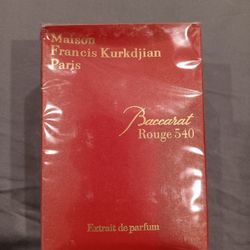 Maison
Francis Kurkdjian
Paris
Baccarat
Rouge 540
Extrait de parfum